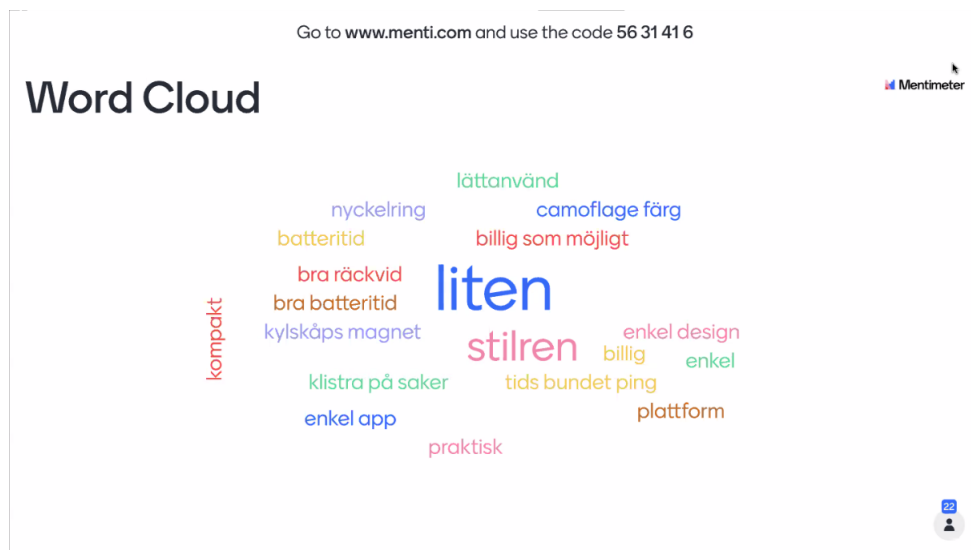 Go to www.menti.com and use the code 56 31 41 6
Word Cloud
Mentimeter
lättanvänd
nyckelring
camoflage färg
batteritid
billig som möjligt
bra räckvid
liten
bra batteritid
kompakt
kylskåps magnet
stilren
enkel design
billig
enkel
klistra på saker
tids bundet ping
plattform
enkel app
praktisk
22